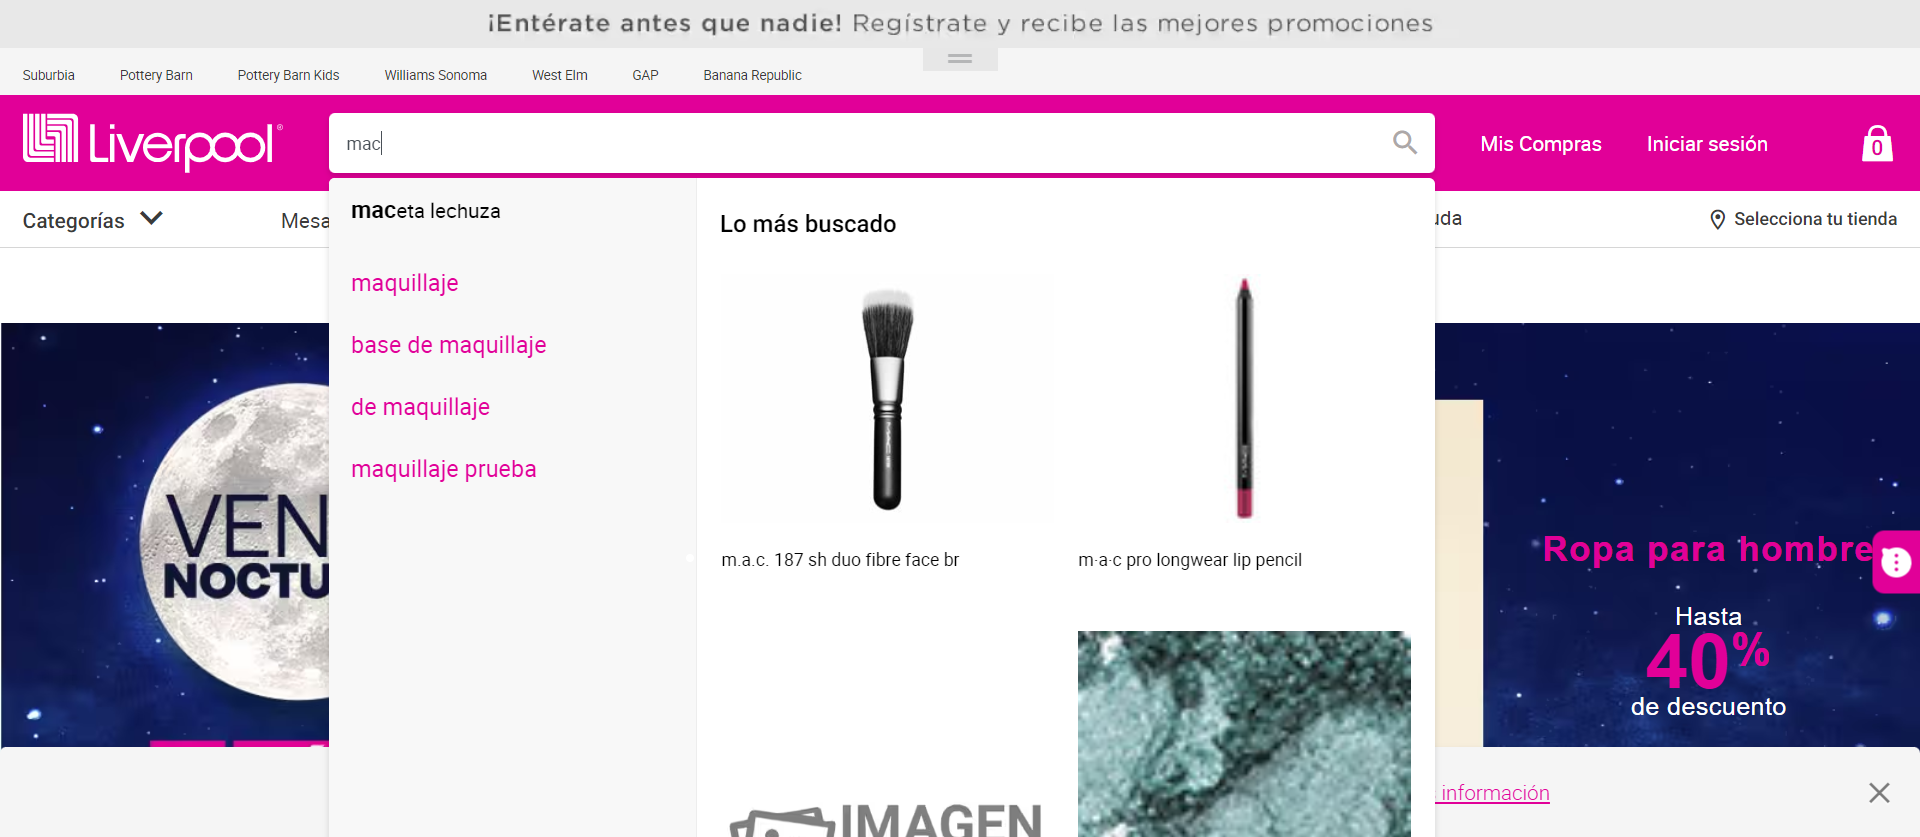 ¡Entérate antes que nadie! Regístrate y recibe las mejores promociones
Suburbia Pottery Barn Pottery Barn Kids Williams Sonoma West Elm GAP Banana Republic
Liverpool
mac
Mis Compras
Iniciar sesión
0
Categorías
Mesa
uda
Selecciona tu tienda
maceta lechuza
maquillaje
base de maquillaje
de maquillaje
maquillaje prueba
Lo más buscado
m.a.c. 187 sh duo fibre face br
m·a·c pro longwear lip pencil
IMAGEN
VEN
NOCTU
Ropa para hombre
Hasta
40%
de descuento
información